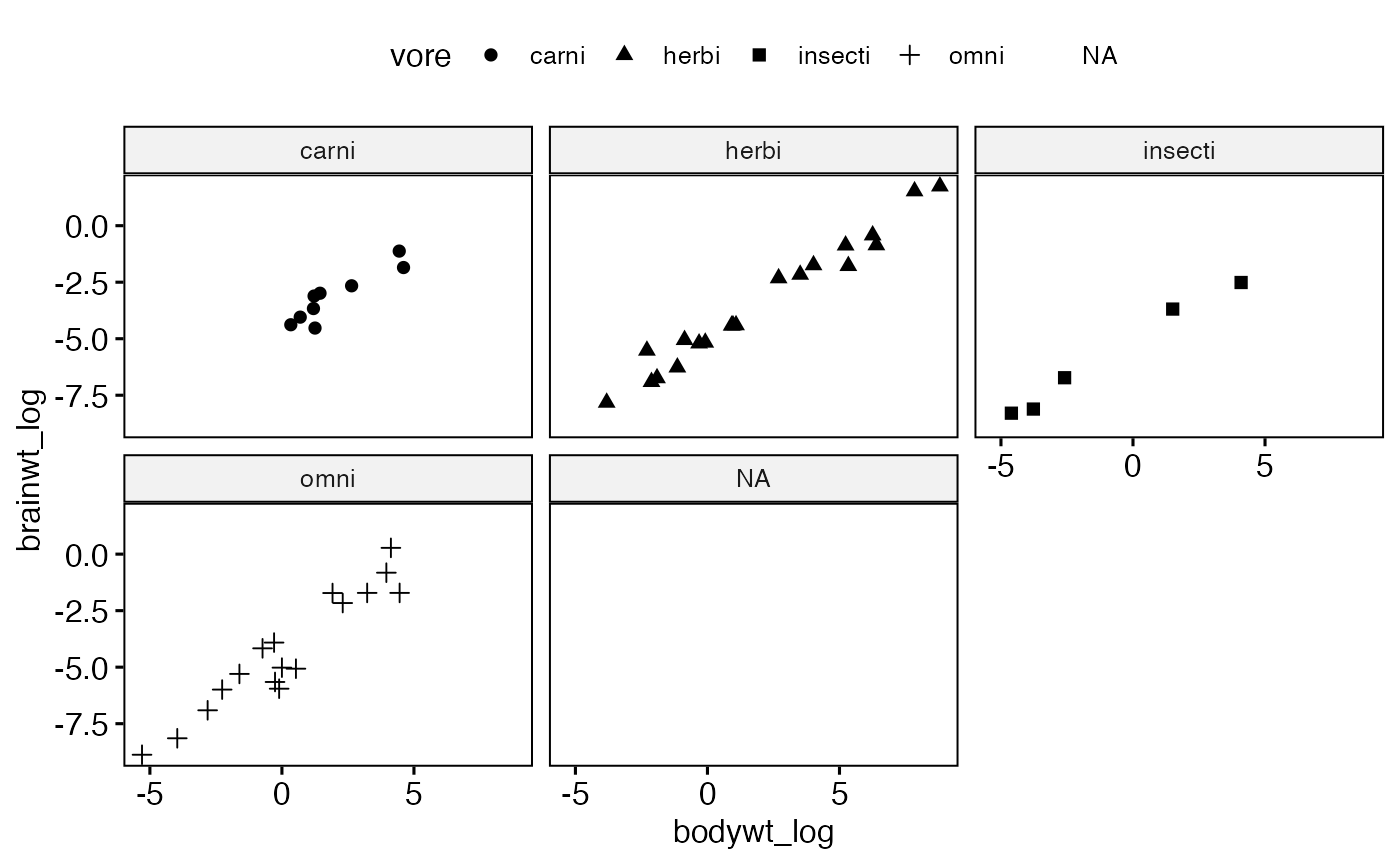 vore carni herbi insecti omni NA
carni herbi insecti
0.0
-2.5
-5.0
-7.5
-5 0 5
omni NA
0.0
-2.5
-5.0
-7.5
-5 0 5 -5 0 5
bodywt_log
brainwt_log